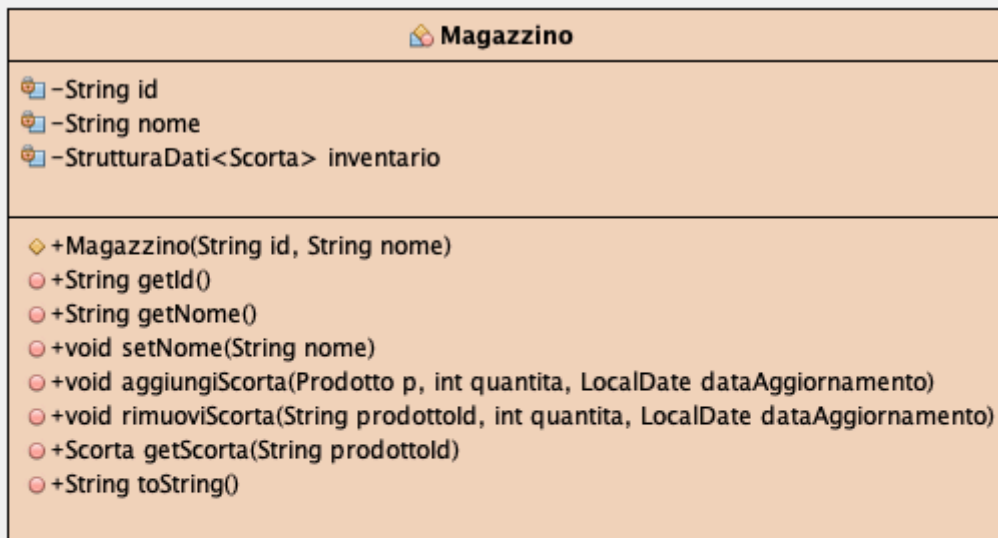 Magazzino
-String id
-String nome
-StrutturaDati<Scorta> inventario
+Magazzino(String id, String nome)
+String getId()
+String getNome()
+void setNome(String nome)
+void aggiungiScorta(Prodotto p, int quantita, LocalDate dataAggiornamento)
+void rimuoviScorta(String prodottoId, int quantita, LocalDate dataAggiornamento)
+Scorta getScorta(String prodottoId)
+String toString()